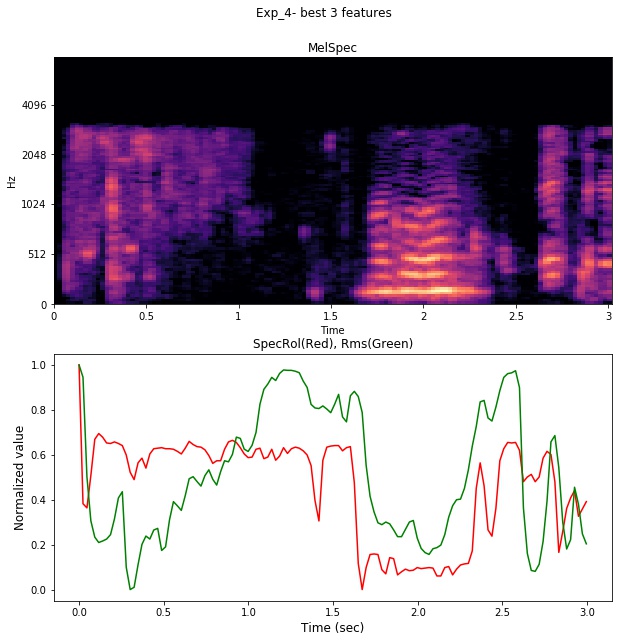 Exp_4- best 3 features
MelSpec
4096
2048
1024
512
0
Hz
0 0.5 1 1.5 2 2.5 3
Time
SpecRol(Red), Rms(Green)
1.0
0.8
0.6
0.4
0.2
0.0
Normalized value
0.0 0.5 1.0 1.5 2.0 2.5 3.0
Time (sec)